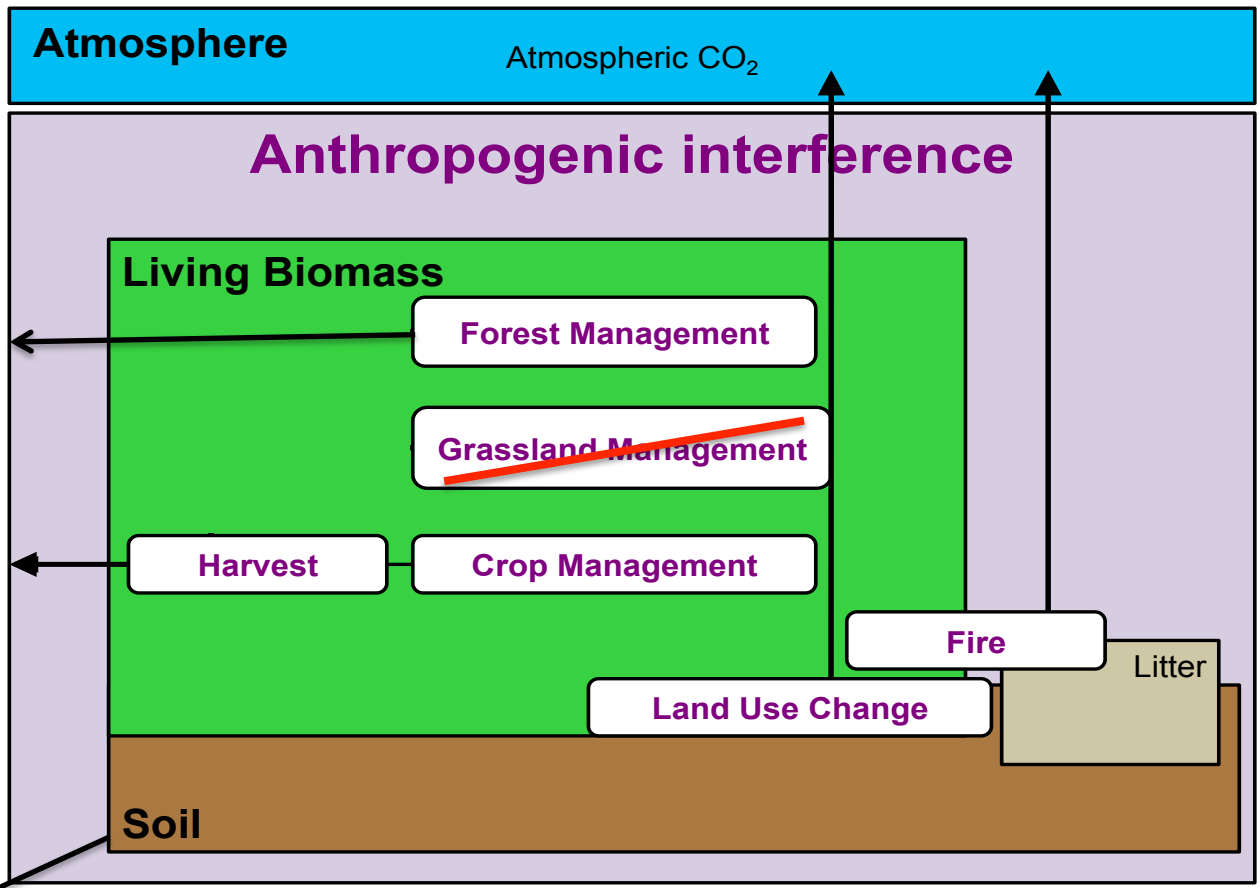 Atmosphere
Atmospheric CO₂
Anthropogenic interference
Living Biomass
Forest Management
Grassland Management
Harvest
Crop Management
Fire
Litter
Land Use Change
Soil